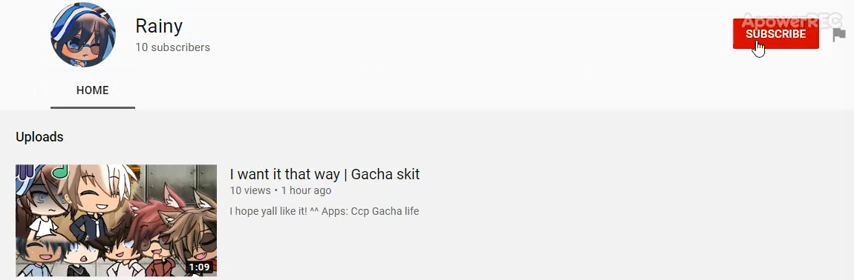 Rainy
10 subscribers
ApowerREC
SUBSCRIBE
HOME
Uploads
I want it that way | Gacha skit
10 views • 1 hour ago
I hope yall like it! ^^ Apps: Ccp Gacha life
1:09